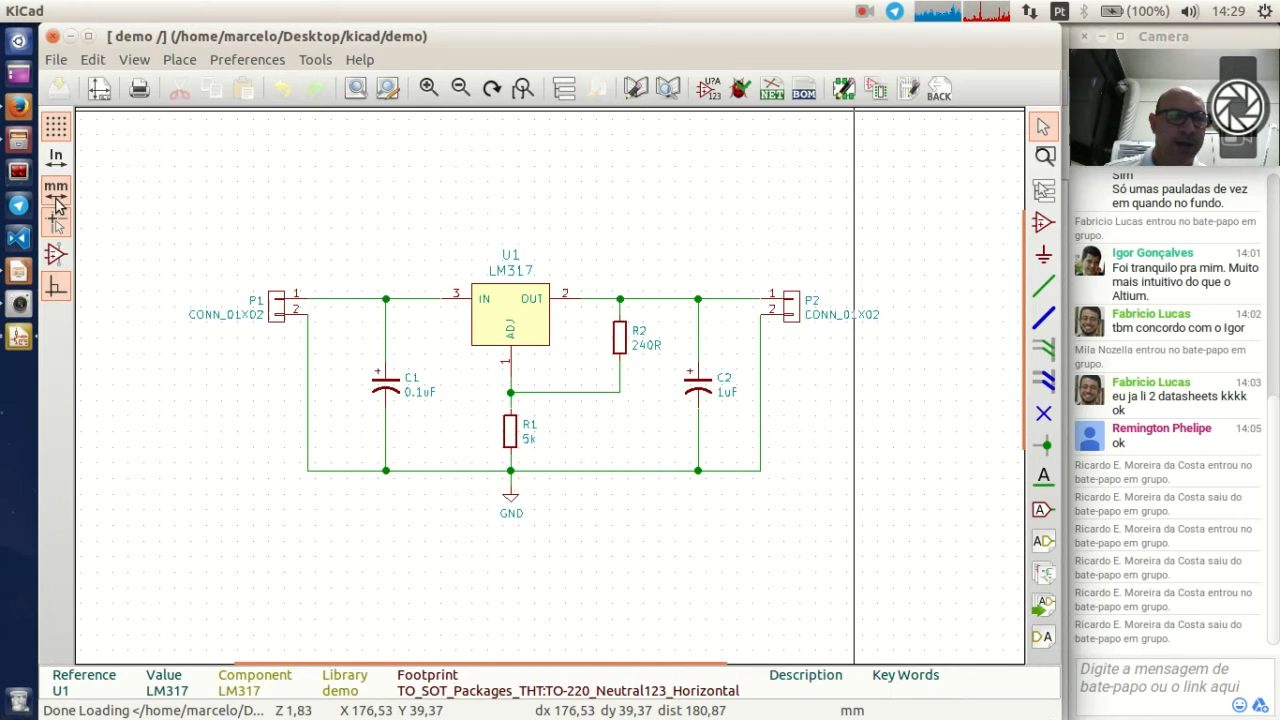 KiCad
Pt
(100%)
14:29
[ demo /] (/home/marcelo/Desktop/kicad/demo)
File Edit View Place Preferences Tools Help
U?A
123
NET
BOM
BACK
In
mm
U1
LM317
3 IN OUT 2
ADJ
1
P1
CONN_01X02
1
2
P2
CONN_01X02
1
2
R2
240R
C1
0.1uF
C2
1uF
R1
5k
GND
A
A
AD
AD
DA
Reference Value Component Library Footprint Description Key Words
U1 LM317 LM317 demo TO_SOT_Packages_THT:TO-220_Neutral123_Horizontal
Done Loading </home/marcelo/D... Z 1,83 X 176,53 Y 39,37 dx 176,53 dy 39,37 dist 180,87 mm
Camera
Sim
Só umas pauladas de vez
em quando no fundo.
Fabricio Lucas entrou no bate-papo em
grupo.
Igor Gonçalves 14:01
Foi tranquilo pra mim. Muito
mais intuitivo do que o
Altium.
Fabricio Lucas 14:02
tbm concordo com o Igor
Mila Nozella entrou no bate-papo em
grupo.
Fabricio Lucas 14:03
eu ja li 2 datasheets kkkk
ok
Remington Phelipe 14:05
ok
Ricardo E. Moreira da Costa entrou no
bate-papo em grupo.
Ricardo E. Moreira da Costa saiu do
bate-papo em grupo.
Ricardo E. Moreira da Costa entrou no
bate-papo em grupo.
Ricardo E. Moreira da Costa saiu do
bate-papo em grupo.
Ricardo E. Moreira da Costa entrou no
bate-papo em grupo.
Ricardo E. Moreira da Costa saiu do
bate-papo em grupo.
Digite a mensagem de
bate-papo ou o link aqui